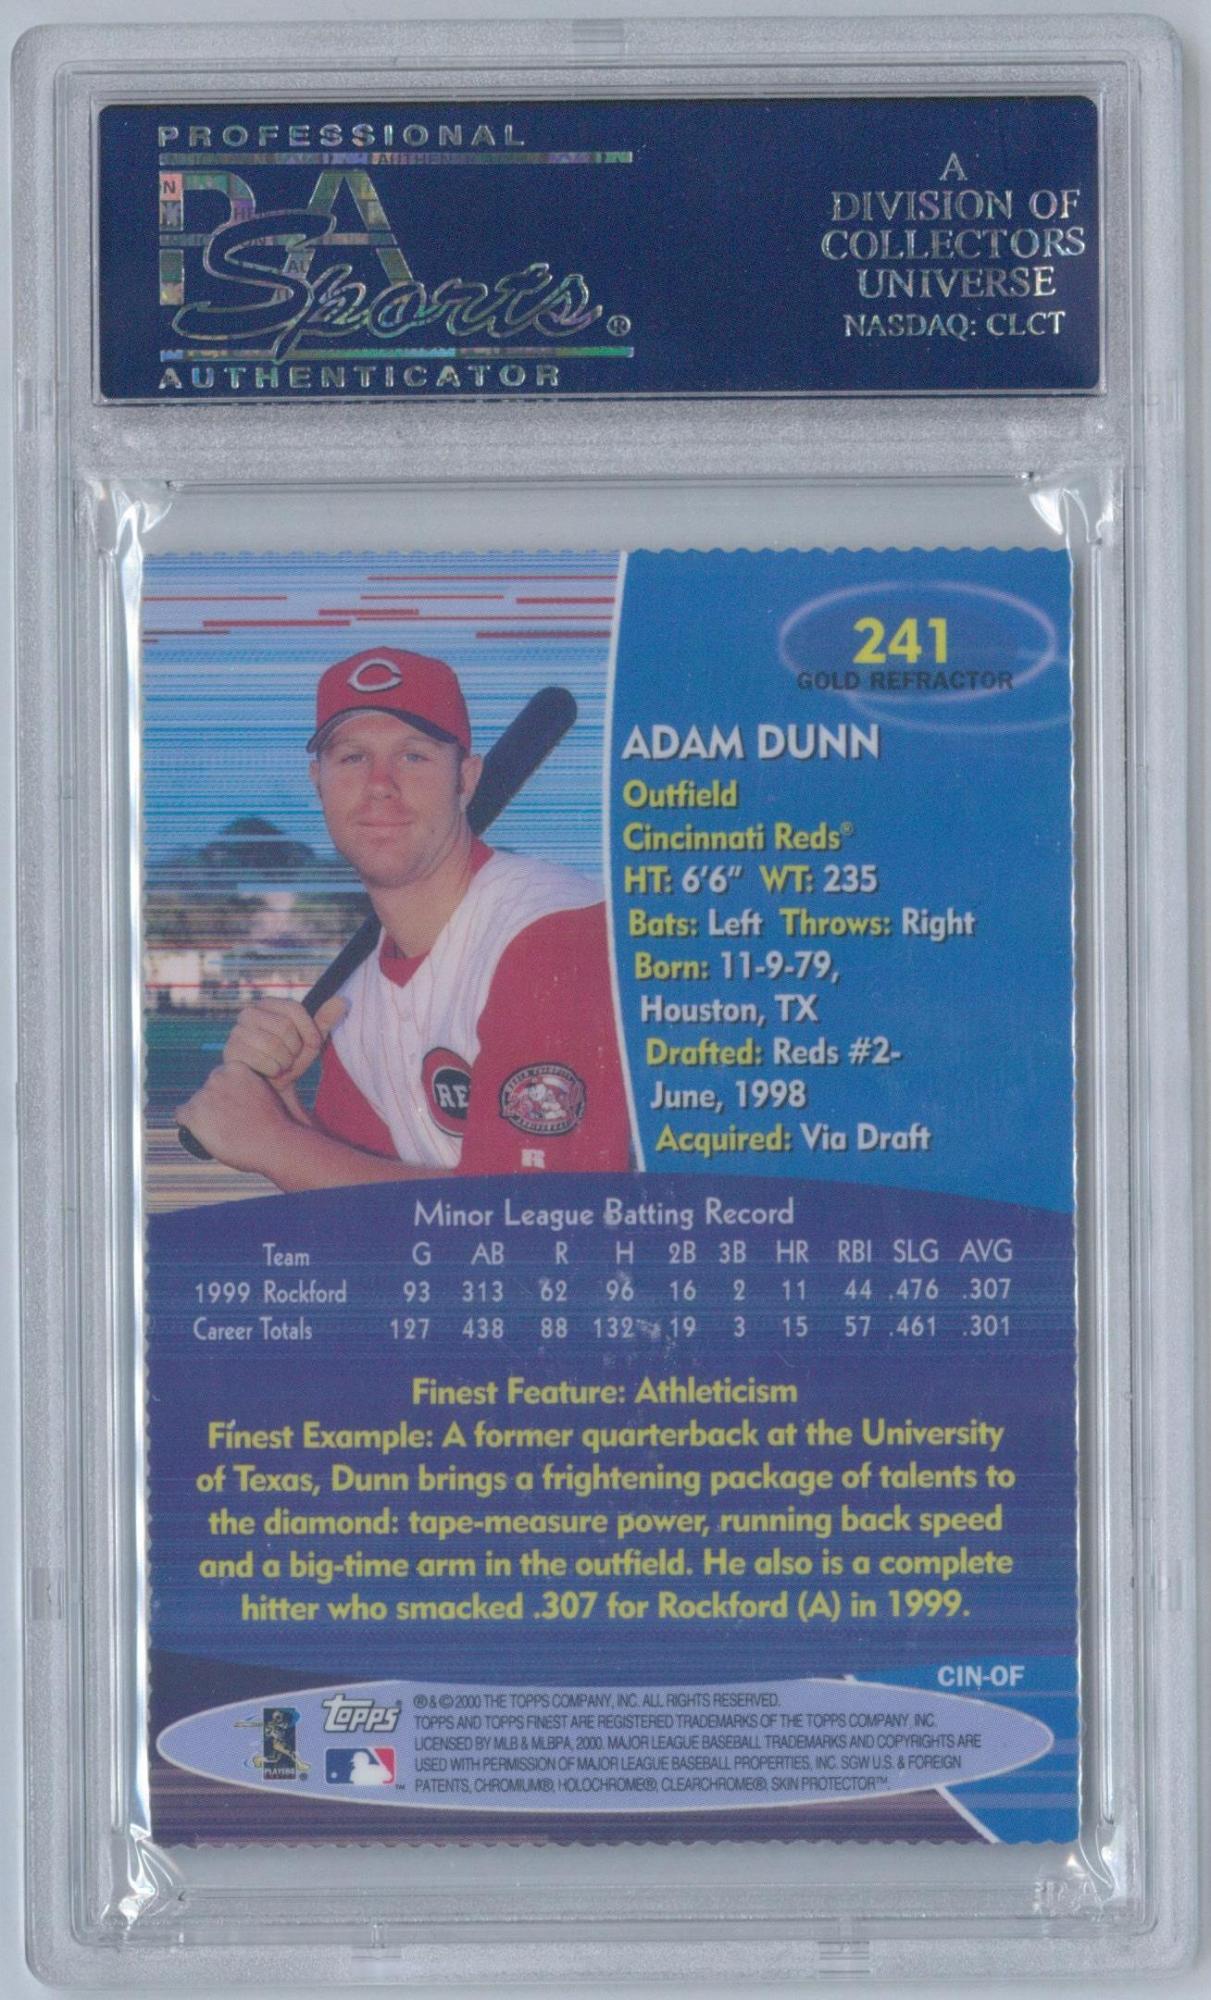 PROFESSIONAL
PSA
Sports®
AUTHENTICATOR
A
DIVISION OF
COLLECTORS
UNIVERSE
NASDAQ: CLCT
241
GOLD REFRACTOR
ADAM DUNN
Outfield
Cincinnati Reds®
HT: 6'6" WT: 235
Bats: Left Throws: Right
Born: 11-9-79,
Houston, TX
Drafted: Reds #2-
June, 1998
Acquired: Via Draft
C
RE
R
Minor League Batting Record
Team G AB R H 2B 3B HR RBI SLG AVG
1999 Rockford 93 313 62 96 16 2 11 44 .476 .307
Career Totals 127 438 88 132 19 3 15 57 .461 .301
Finest Feature: Athleticism
Finest Example: A former quarterback at the University
of Texas, Dunn brings a frightening package of talents to
the diamond: tape-measure power, running back speed
and a big-time arm in the outfield. He also is a complete
hitter who smacked .307 for Rockford (A) in 1999.
CIN-OF
PLAYERS
Topps
®&©2000 THE TOPPS COMPANY, INC. ALL RIGHTS RESERVED.
TOPPS AND TOPPS FINEST ARE REGISTERED TRADEMARKS OF THE TOPPS COMPANY, INC.
LICENSED BY MLB & MLBPA, 2000. MAJOR LEAGUE BASEBALL TRADEMARKS AND COPYRIGHTS ARE
USED WITH PERMISSION OF MAJOR LEAGUE BASEBALL PROPERTIES, INC. SGW U.S. & FOREIGN
PATENTS, CHROMIUM®, HOLOCHROME®, CLEARCHROME®, SKIN PROTECTOR™.